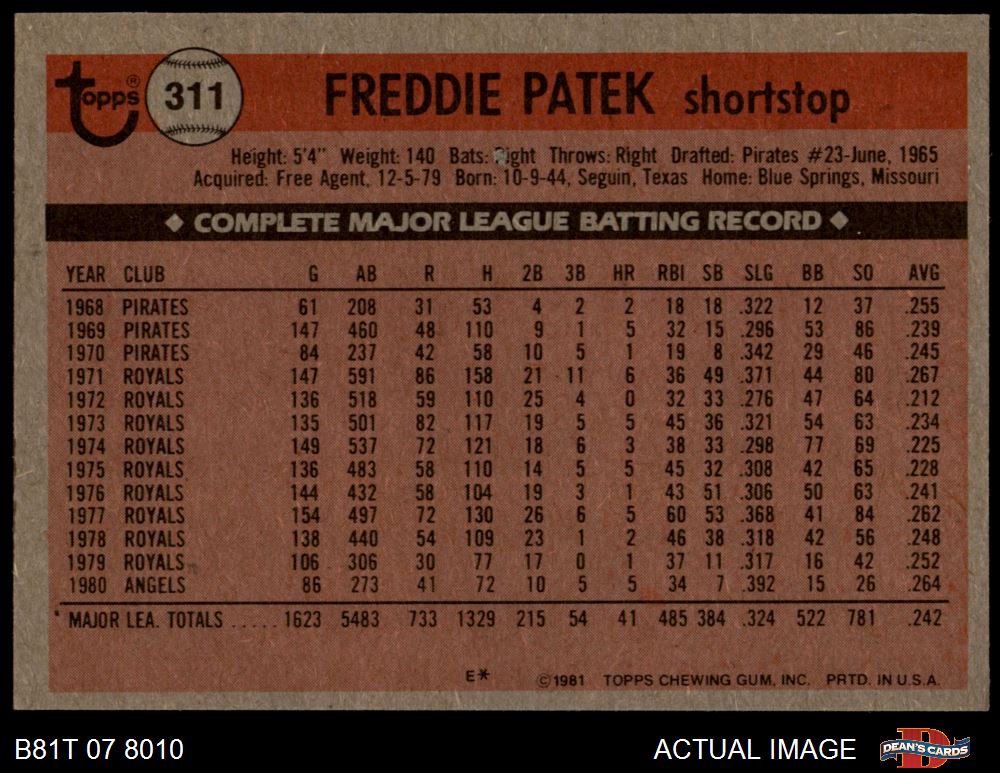 Topps® 311 FREDDIE PATEK shortstop
Height: 5'4" Weight: 140 Bats: Right Throws: Right Drafted: Pirates #23-June, 1965
Acquired: Free Agent, 12-5-79 Born: 10-9-44, Seguin, Texas Home: Blue Springs, Missouri
◆ COMPLETE MAJOR LEAGUE BATTING RECORD ◆
YEAR CLUB G AB R H 2B 3B HR RBI SB SLG BB SO AVG
1968 PIRATES 61 208 31 53 4 2 2 18 18 .322 12 37 .255
1969 PIRATES 147 460 48 110 9 1 5 32 15 .296 53 86 .239
1970 PIRATES 84 237 42 58 10 5 1 19 8 .342 29 46 .245
1971 ROYALS 147 591 86 158 21 11 6 36 49 .371 44 80 .267
1972 ROYALS 136 518 59 110 25 4 0 32 33 .276 47 64 .212
1973 ROYALS 135 501 82 117 19 5 5 45 36 .321 54 63 .234
1974 ROYALS 149 537 72 121 18 6 3 38 33 .298 77 69 .225
1975 ROYALS 136 483 58 110 14 5 5 45 32 .308 42 65 .228
1976 ROYALS 144 432 58 104 19 3 1 43 51 .306 50 63 .241
1977 ROYALS 154 497 72 130 26 6 5 60 53 .368 41 84 .262
1978 ROYALS 138 440 54 109 23 1 2 46 38 .318 42 56 .248
1979 ROYALS 106 306 30 77 17 0 1 37 11 .317 16 42 .252
1980 ANGELS 86 273 41 72 10 5 5 34 7 .392 15 26 .264
MAJOR LEA. TOTALS ..... 1623 5483 733 1329 215 54 41 485 384 .324 522 781 .242
E* ©1981 TOPPS CHEWING GUM, INC. PRTD. IN U.S.A.
B81T 07 8010 ACTUAL IMAGE DEAN'S CARDS